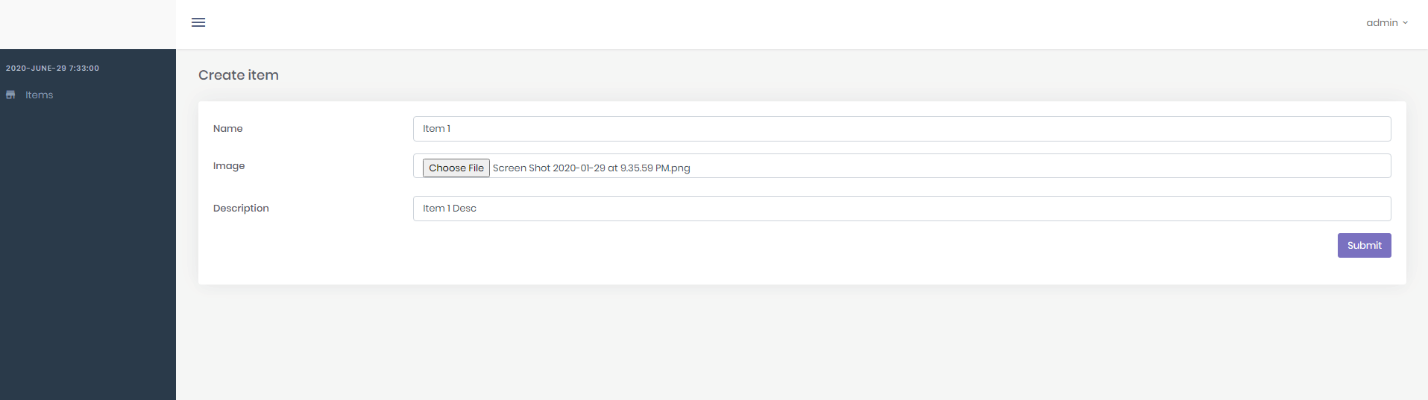 admin
2020-JUNE-29 7:33:00
Items
Create item
Name
Item 1
Image
Choose File Screen Shot 2020-01-29 at 9.35.59 PM.png
Description
Item 1 Desc
Submit